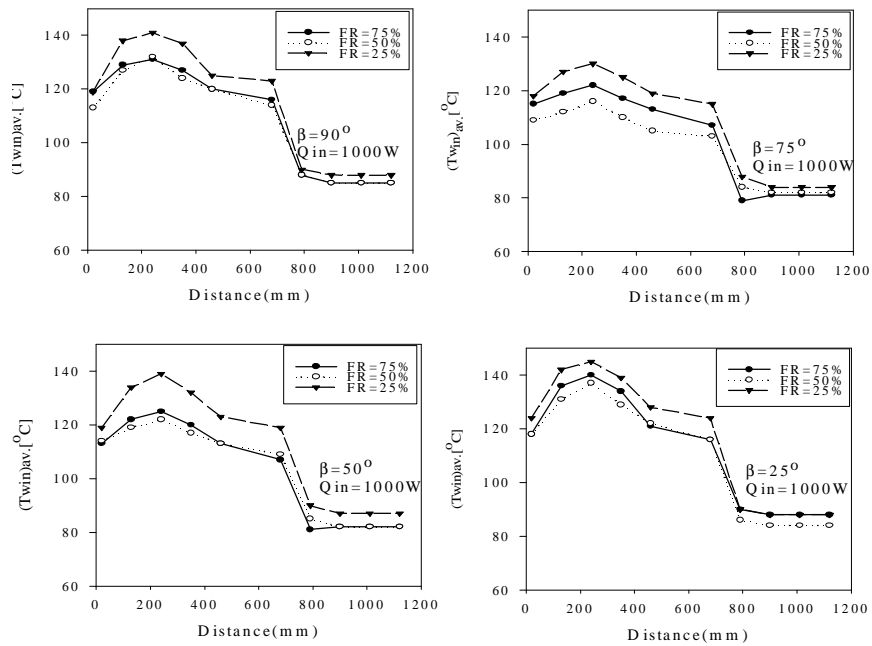 FR=75%
FR=50%
FR=25%
140
120
100
80
60
β=90°
Qin=1000W
(Twin)av.[°C]
0 200 400 600 800 1000 1200
Distance(mm)
FR=75%
FR=50%
FR=25%
140
120
100
80
60
β=75°
Qin=1000W
(Twin)av.[°C]
0 200 400 600 800 1000 1200
Distance(mm)
FR=75%
FR=50%
FR=25%
140
120
100
80
60
β=50°
Qin=1000W
(Twin)av.[°C]
0 200 400 600 800 1000 1200
Distance(mm)
FR=75%
FR=50%
FR=25%
140
120
100
80
60
β=25°
Qin=1000W
(Twin)av.[°C]
0 200 400 600 800 1000 1200
Distance(mm)